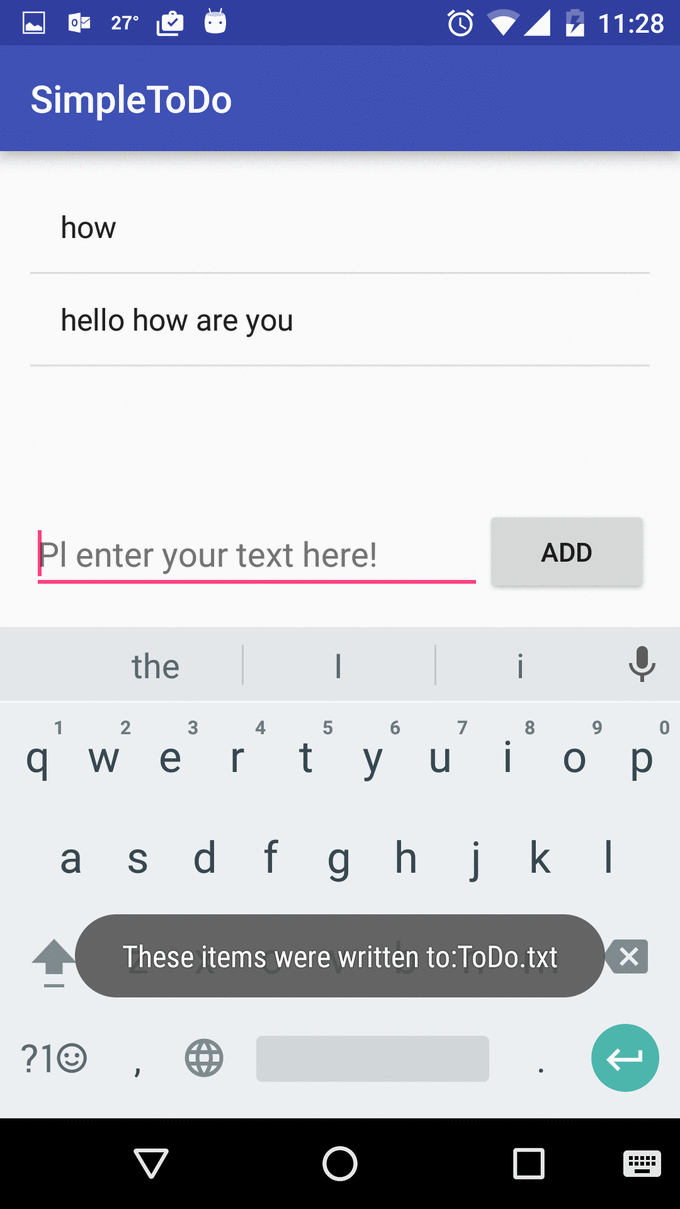 27° 11:28
SimpleToDo
how
hello how are you
Pl enter your text here! ADD
the I i
1 2 3 4 5 6 7 8 9 0
q w e r t y u i o p
a s d f g h j k l
These items were written to:ToDo.txt
?1 , .